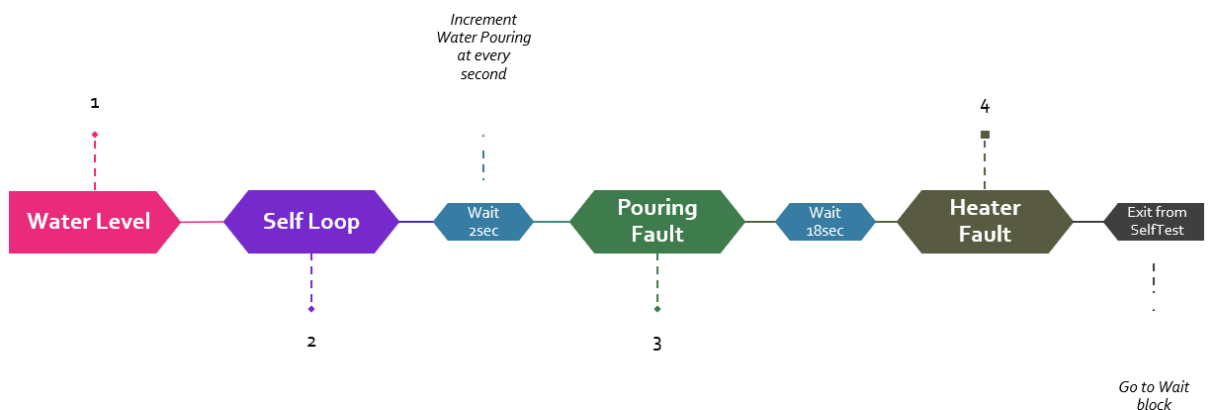 Increment
Water Pouring
at every
second
1
4
Water Level
Self Loop
Wait
2sec
Pouring
Fault
Wait
18sec
Heater
Fault
Exit from
SelfTest
2
3
Go to Wait
block